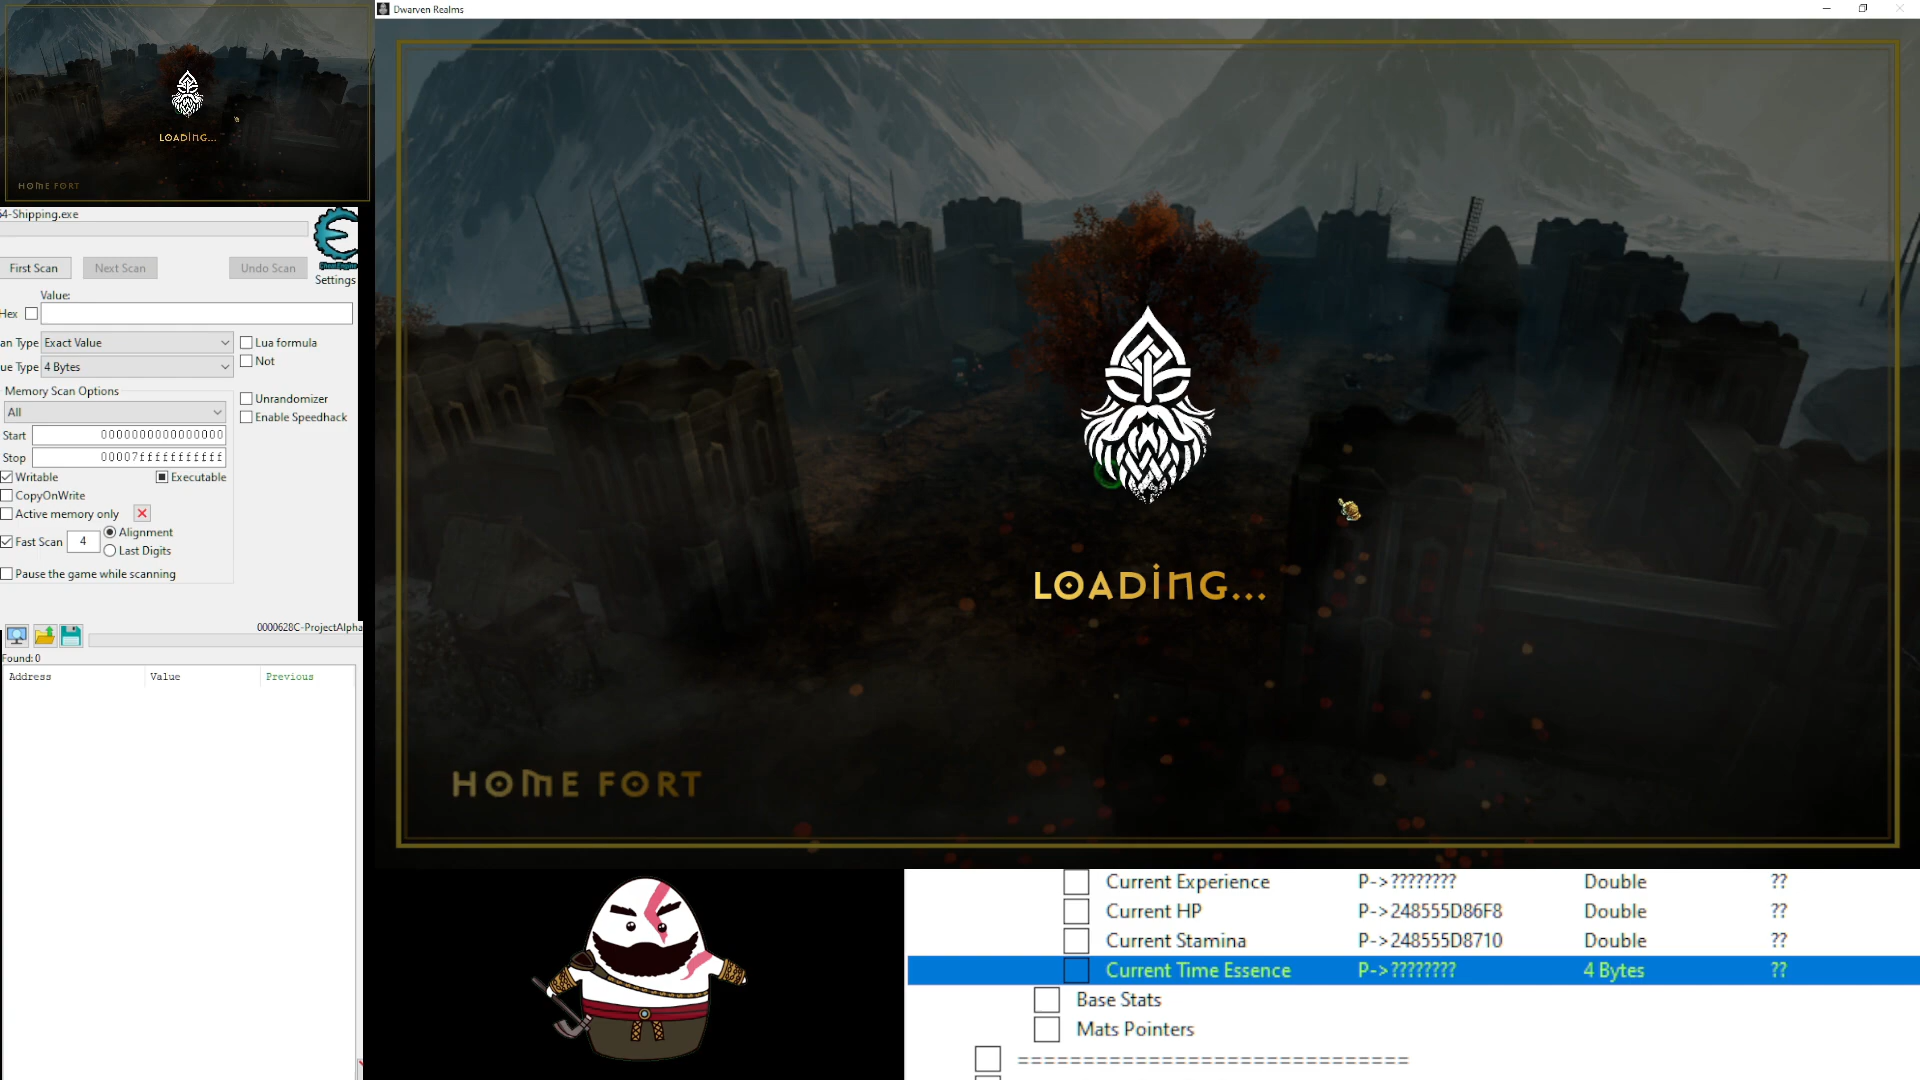 Dwarven Realms
LOADING...
HOME FORT
64-Shipping.exe
First Scan
Next Scan
Undo Scan
Settings
Value:
Hex
an Type
Exact Value
Lua formula
Not
ue Type
4 Bytes
Memory Scan Options
Unrandomizer
All
Enable Speedhack
Start
0000000000000000
Stop
00007fffffffffff
Writable
Executable
CopyOnWrite
Active memory only
Fast Scan
4
Alignment
Last Digits
Pause the game while scanning
0000628C-ProjectAlpha
Found: 0
Address
Value
Previous
LOADING...
HOME FORT
Current Experience P->???????? Double ??
Current HP P->248555D86F8 Double ??
Current Stamina P->248555D8710 Double ??
Current Time Essence P->???????? 4 Bytes ??
Base Stats
Mats Pointers
==============================